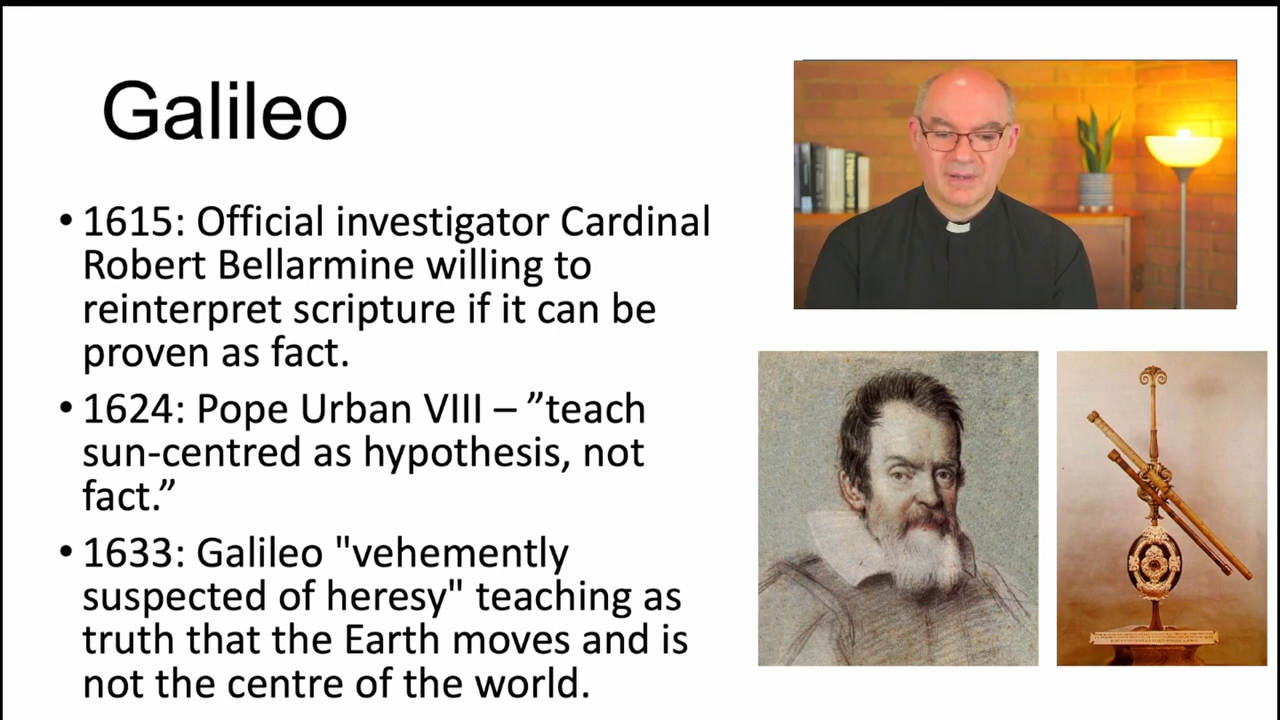 Galileo
• 1615: Official investigator Cardinal
Robert Bellarmine willing to
reinterpret scripture if it can be
proven as fact.
• 1624: Pope Urban VIII – ”teach
sun-centred as hypothesis, not
fact.”
• 1633: Galileo "vehemently
suspected of heresy" teaching as
truth that the Earth moves and is
not the centre of the world.